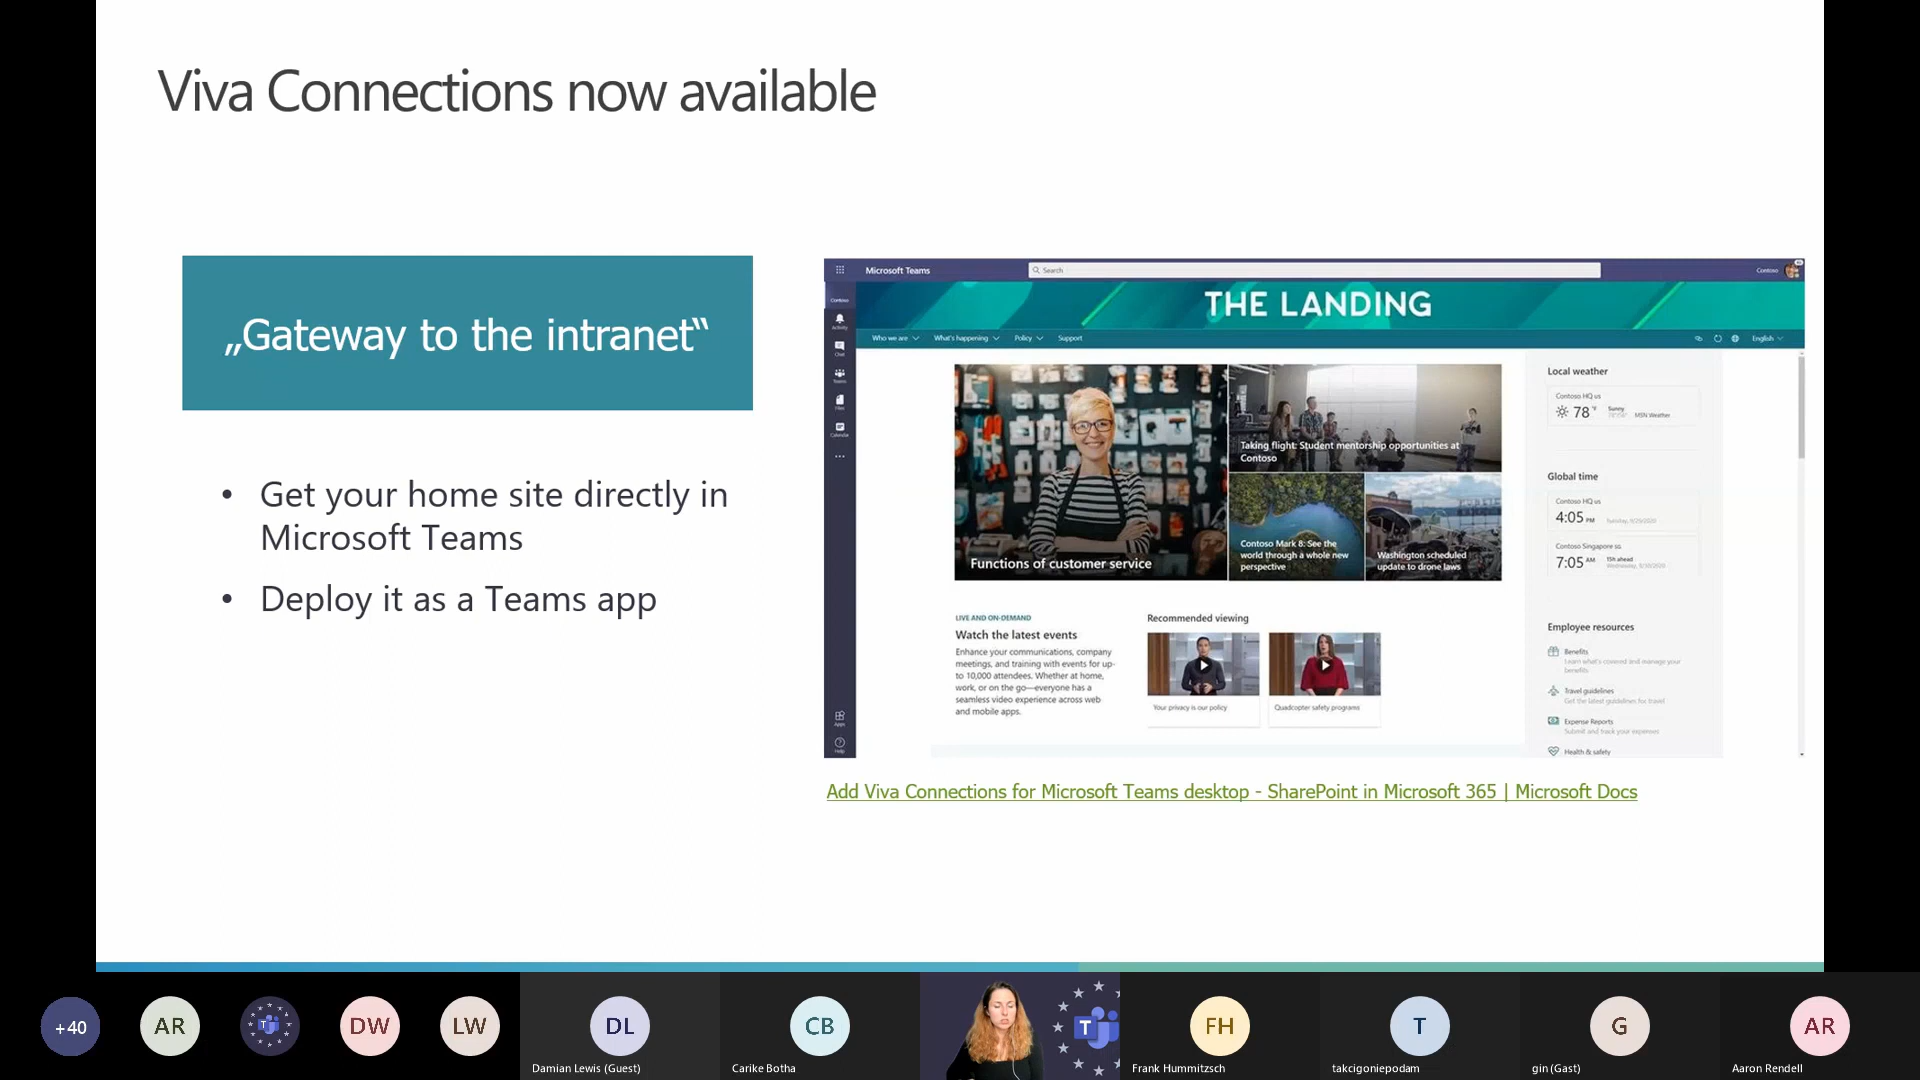 Viva Connections now available
„Gateway to the intranet“
• Get your home site directly in
Microsoft Teams
• Deploy it as a Teams app
Microsoft Teams
Search
Contoso
THE LANDING
Contoso
Activity
Chat
Teams
Files
Calendar
Apps
Help
Who we are
What's happening
Policy
Support
English
Functions of customer service
Taking flight: Student mentorship opportunities at
Contoso
Contoso Mark 8: See the
world through a whole new
perspective
Washington scheduled
update to drone laws
LIVE AND ON-DEMAND
Watch the latest events
Enhance your communications, company
meetings, and training with events for up-
to 10,000 attendees. Whether at home,
work, or on the go—everyone has a
seamless video experience across web
and mobile apps.
Recommended viewing
Your privacy is our policy
Quadcopter safety programs
Local weather
Contoso HQ us
78 °F
Sunny
MSN Weather
Global time
Contoso HQ us
4:05 PM
Contoso Singapore sg
7:05 AM
15h ahead
Employee resources
Benefits
Learn what's covered and manage your
benefits
Travel guidelines
Get the latest guidelines for travel
Expense Reports
Submit and track your expenses
Health & safety
Add Viva Connections for Microsoft Teams desktop - SharePoint in Microsoft 365 | Microsoft Docs
+40
AR
T
DW
LW
DL
Damian Lewis (Guest)
CB
Carike Botha
T
FH
Frank Hummitzsch
T
takcigoniepodam
G
gin (Gast)
AR
Aaron Rendell